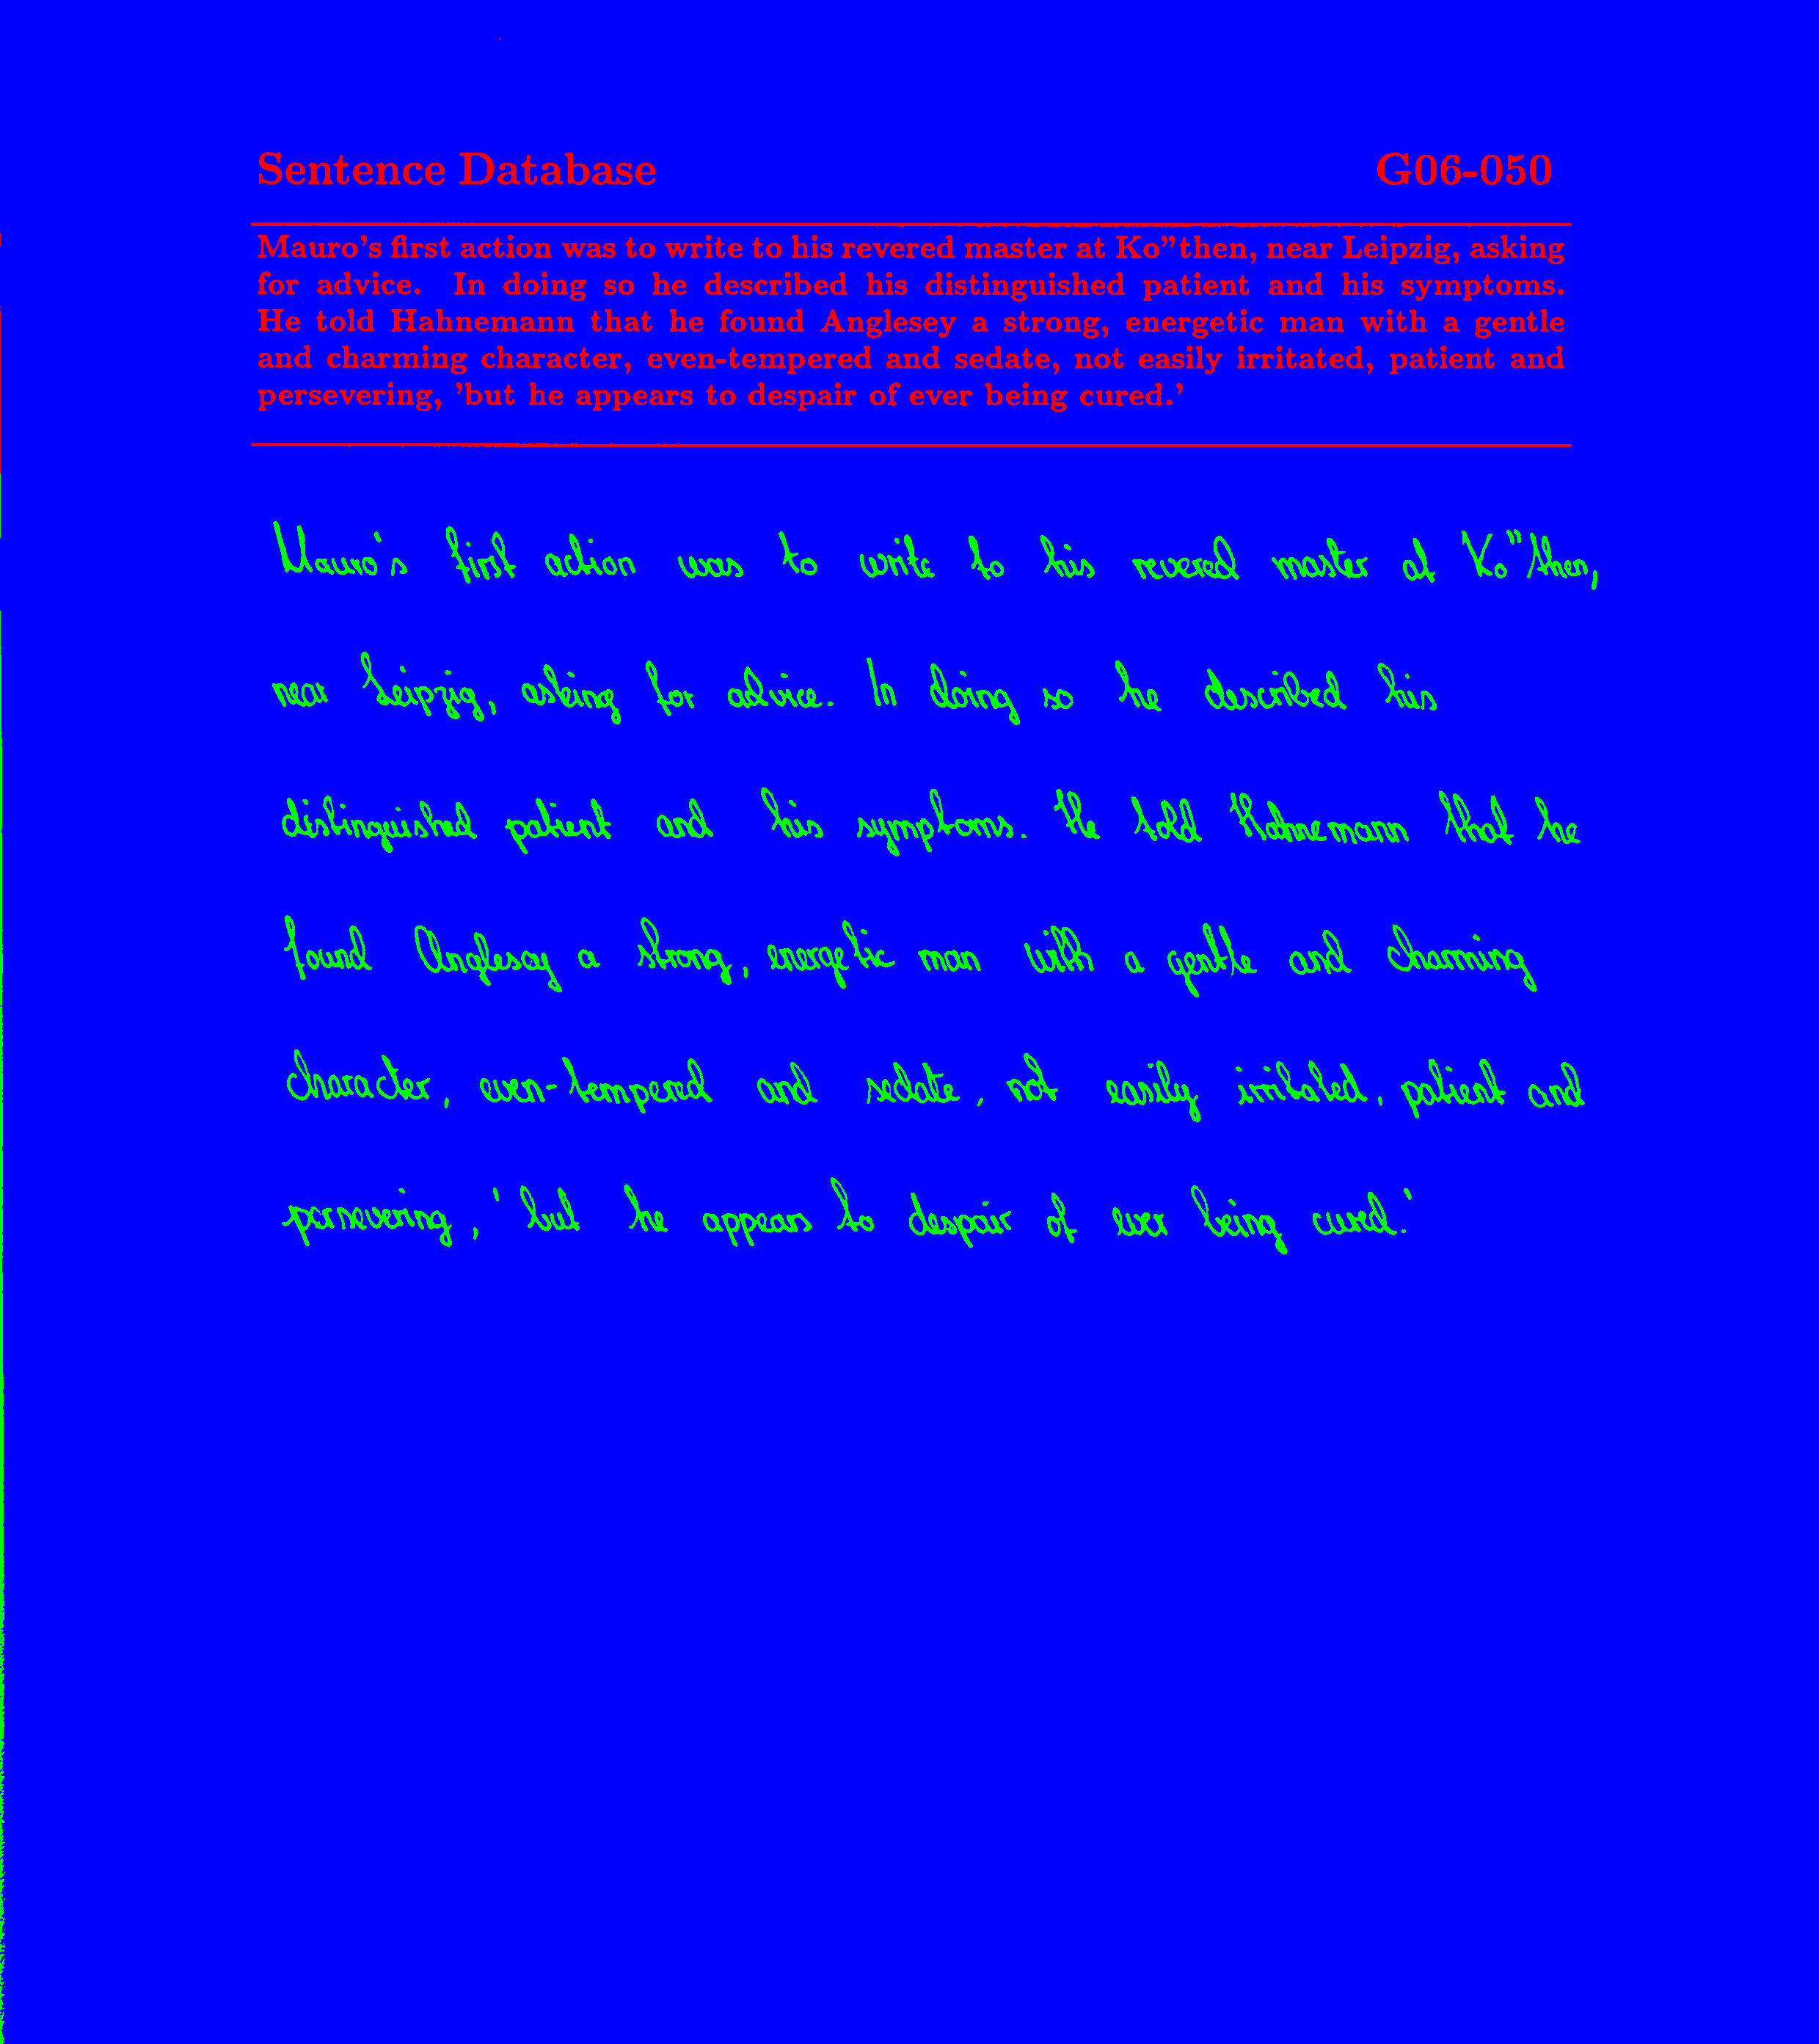 Sentence Database G06-050
Mauro's first action was to write to his revered master at Ko"then, near Leipzig, asking
for advice. In doing so he described his distinguished patient and his symptoms.
He told Hahnemann that he found Anglesey a strong, energetic man with a gentle
and charming character, even-tempered and sedate, not easily irritated, patient and
persevering, 'but he appears to despair of ever being cured.'
Mauro's first action was to write to his revered master at Ko"then,
near Leipzig, asking for advice. In doing so he described his
distinguished patient and his symptoms. He told Hahnemann that he
found Anglesey a strong, energetic man with a gentle and charming
character, even-tempered and sedate, not easily irritated, patient and
persevering, 'but he appears to despair of ever being cured.'